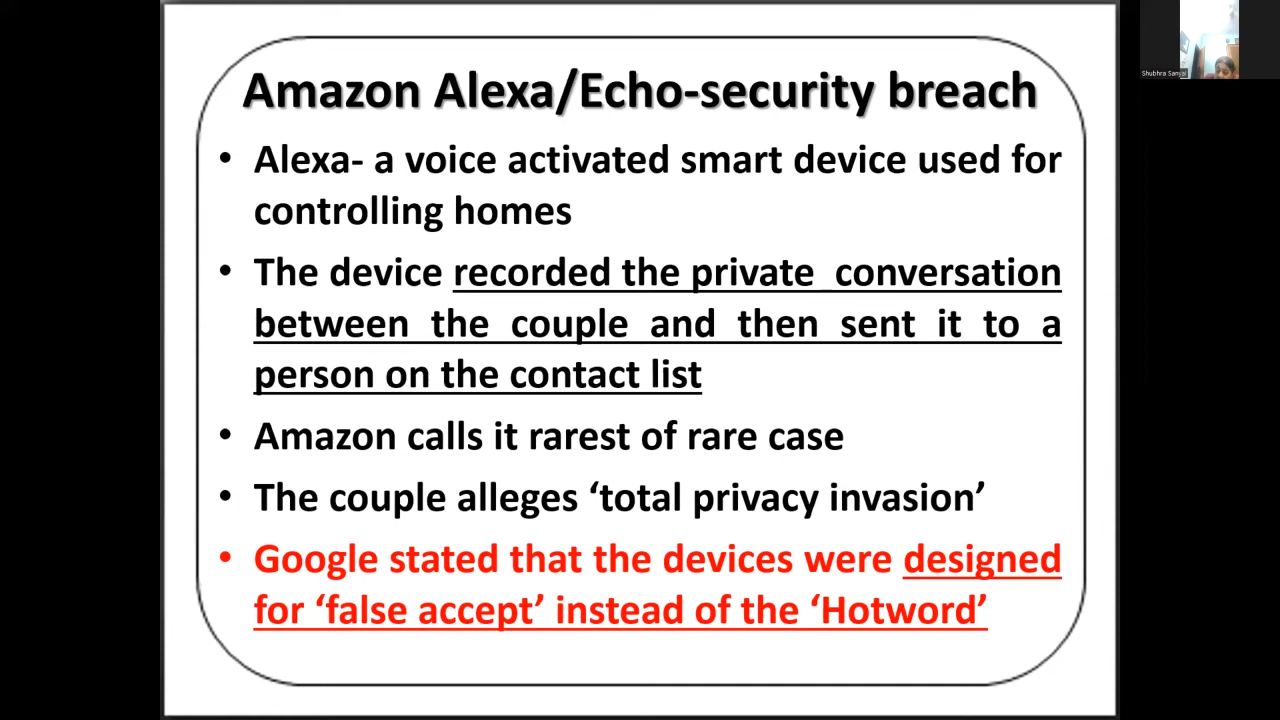 Amazon Alexa/Echo-security breach
• Alexa- a voice activated smart device used for
controlling homes
• The device recorded the private conversation
between the couple and then sent it to a
person on the contact list
• Amazon calls it rarest of rare case
• The couple alleges ‘total privacy invasion’
• Google stated that the devices were designed
for ‘false accept’ instead of the ‘Hotword’
Shubhra Sanyal